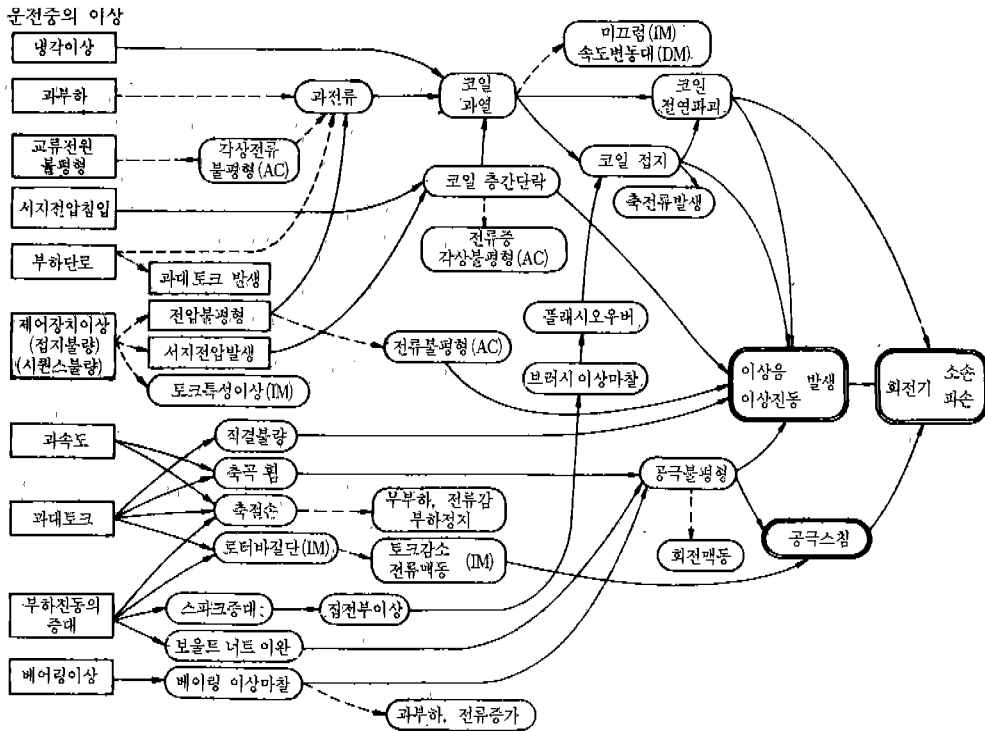 운전중의 이상
냉각이상
과부하
교류전원
불평형
서지전압침입
부하단로
제어장치이상
(접지불량)
(시퀀스불량)
과속도
과대토크
부하진동의
증대
베어링이상
각상전류
불평형(AC)
과대토크 발생
전압불평형
서지전압발생
토크특성이상(IM)
직결불량
축곡 휨
축절손
로터바절단(IM)
스파크증대
보울트 너트 이완
베어링 이상마찰
과전류
전류불평형(AC)
부부하, 전류감
부하정지
토크감소
전류맥동 (IM)
집전부이상
과부하, 전류증가
코일
과열
코일 층간단락
전류중
각상불평형(AC)
미끄럼(IM)
속도변동대(DM)
코일
절연파괴
코일 접지
축전류발생
플래시오우버
브러시이상마찰
공극불평형
회전맥동
이상음
이상진동
발생
공극스침
회전기
소손
파손